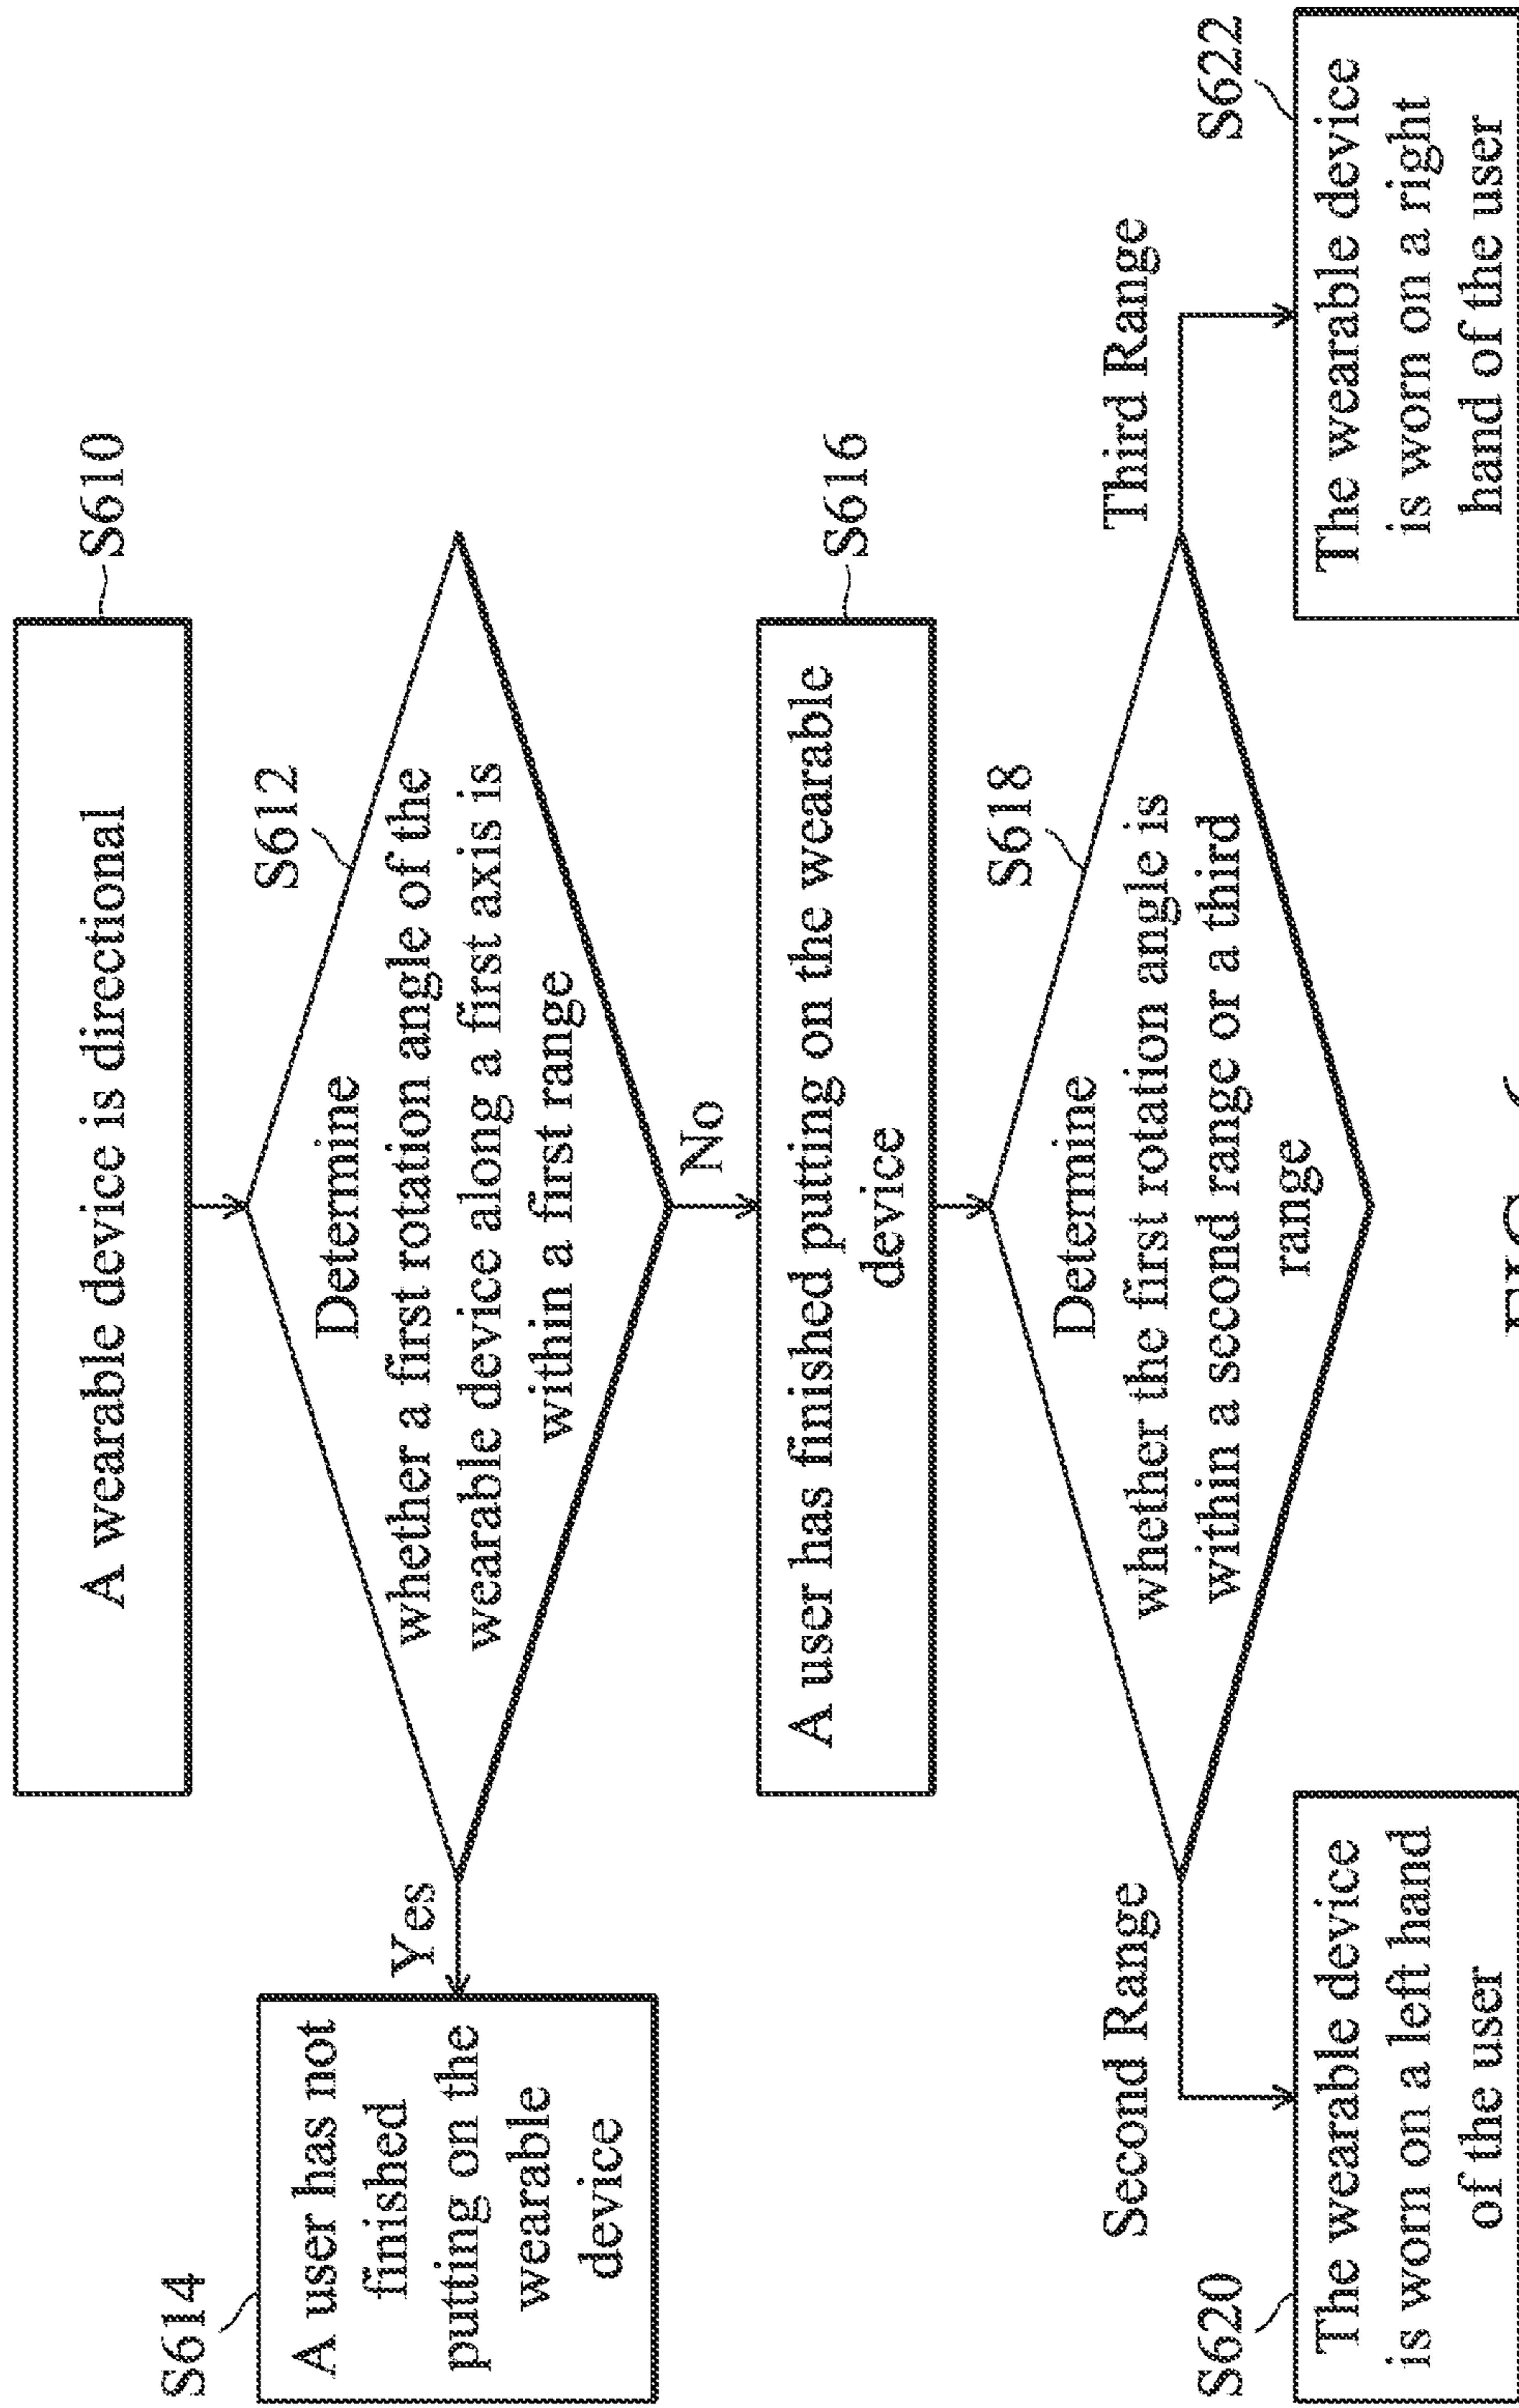 A wearable device is directional
S610
S612
Determine
whether a first rotation angle of the
wearable device along a first axis is
within a first range
Yes
S614
A user has not
finished
putting on the
wearable
device
No
A user has finished putting on the wearable
device
S616
S618
Determine
whether the first rotation angle is
within a second range or a third
range
Second Range
Third Range
S620
The wearable device
is worn on a left hand
of the user
S622
The wearable device
is worn on a right
hand of the user